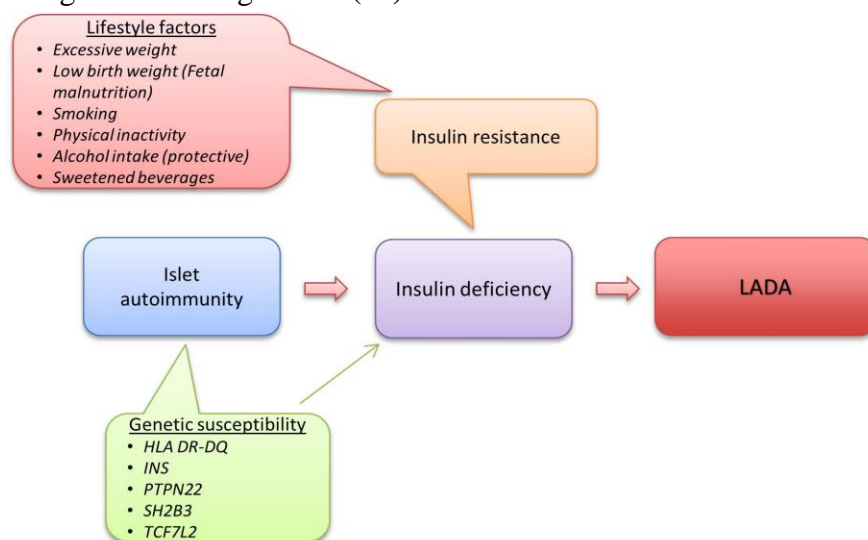 Lifestyle factors
• Excessive weight
• Low birth weight (Fetal
malnutrition)
• Smoking
• Physical inactivity
• Alcohol intake (protective)
• Sweetened beverages
Insulin resistance
Islet
autoimmunity
Insulin deficiency
LADA
Genetic susceptibility
• HLA DR-DQ
• INS
• PTPN22
• SH2B3
• TCF7L2